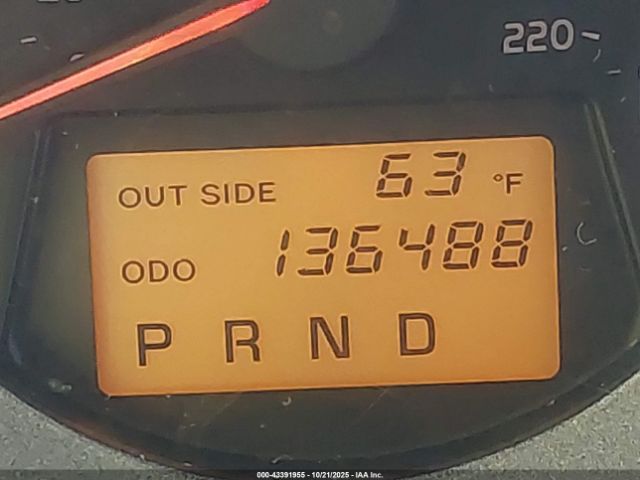 220
OUT SIDE 63 °F
ODO 136488
P R N D
000-43391955 - 10/21/2025 - IAA Inc.